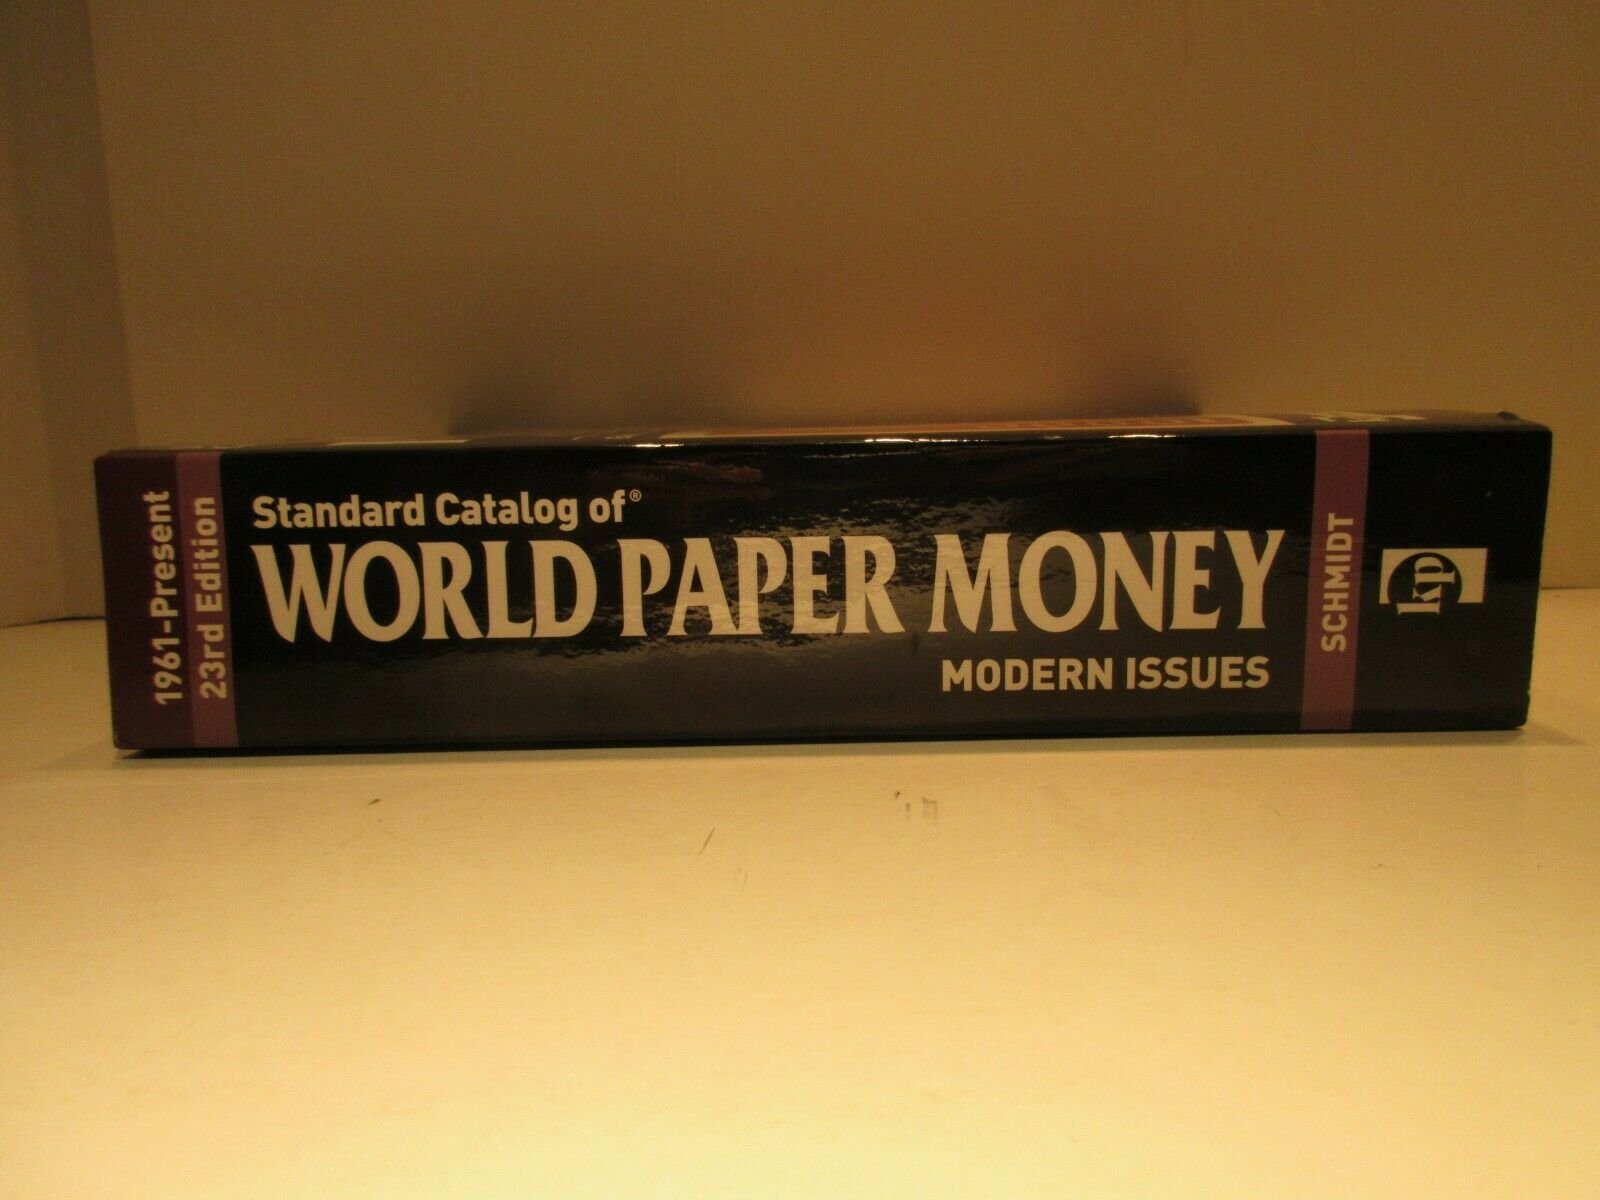 1961-Present
23rd Edition
Standard Catalog of®
WORLD PAPER MONEY
MODERN ISSUES
SCHMIDT
kp